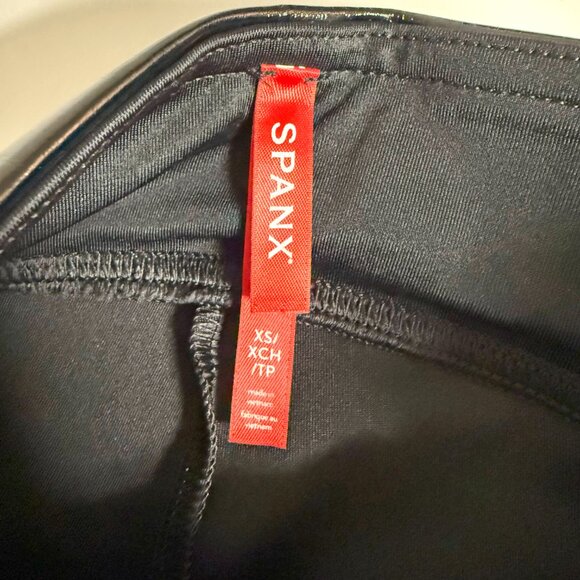 SPANX
XS/
XCH
/TP
made in
vietnam
fabriqué au
vietnam